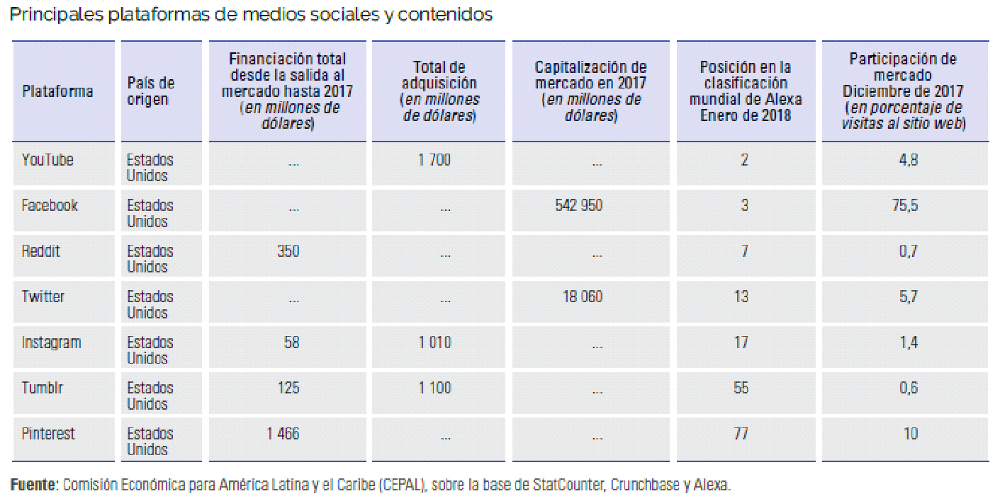 Principales plataformas de medios sociales y contenidos
Plataforma
País de
origen
Financiación total
desde la salida al
mercado hasta 2017
(en millones de
dólares)
Total de
adquisición
(en millones
de dólares)
Capitalización de
mercado en 2017
(en millones de
dólares)
Posición en la
clasificación
mundial de Alexa
Enero de 2018
Participación de
mercado
Diciembre de 2017
(en porcentaje de
visitas al sitio web)
YouTube Estados ... 1 700 ... 2 4,8
Unidos
Facebook Estados ... ... 542 950 3 75,5
Unidos
Reddit Estados 350 ... ... 7 0,7
Unidos
Twitter Estados ... ... 18 060 13 5,7
Unidos
Instagram Estados 58 1 010 ... 17 1,4
Unidos
Tumblr Estados 125 1 100 ... 55 0,6
Unidos
Pinterest Estados 1 466 ... ... 77 10
Unidos
Fuente: Comisión Económica para América Latina y el Caribe (CEPAL), sobre la base de StatCounter, Crunchbase y Alexa.